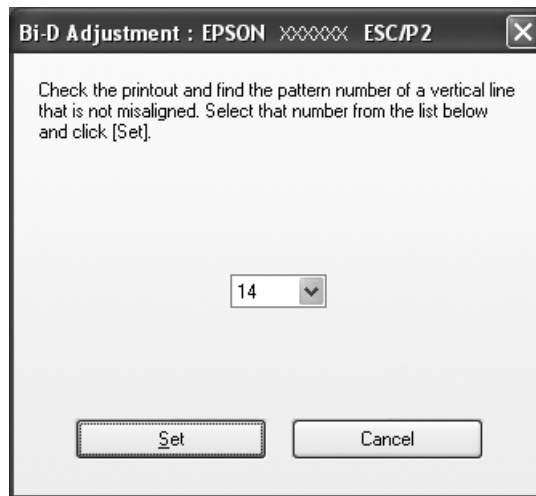 Bi-D Adjustment : EPSON XXXXXX ESC/P2
Check the printout and find the pattern number of a vertical line
that is not misaligned. Select that number from the list below
and click [Set].
14
Set
Cancel